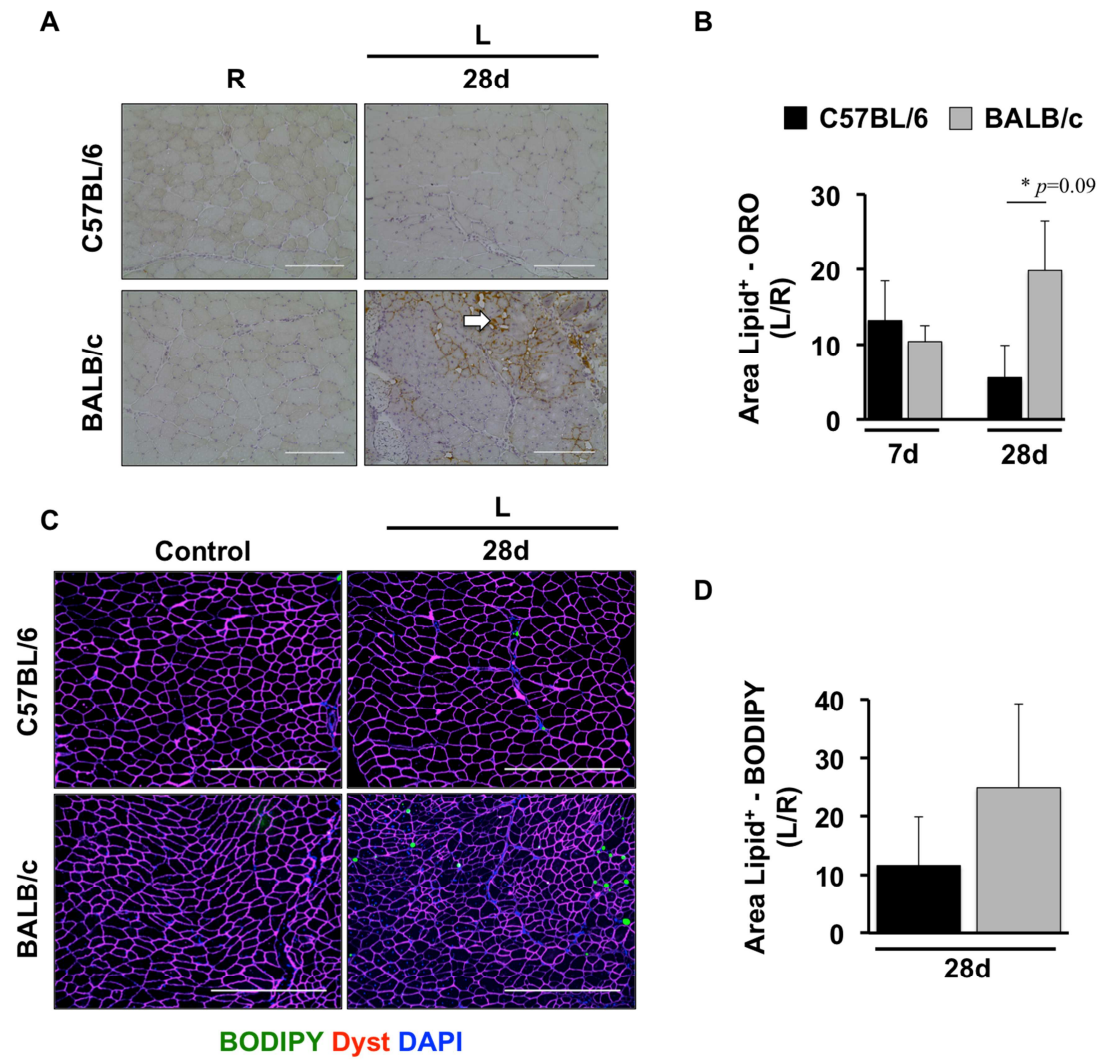 A
L
R
28d
C57BL/6
BALB/c
B
C57BL/6 BALB/c
* p=0.09
Area Lipid⁺ - ORO
(L/R)
30
20
10
0
7d 28d
C
L
Control
28d
C57BL/6
BALB/c
BODIPY Dyst DAPI
D
Area Lipid⁺ - BODIPY
(L/R)
40
30
20
10
0
28d